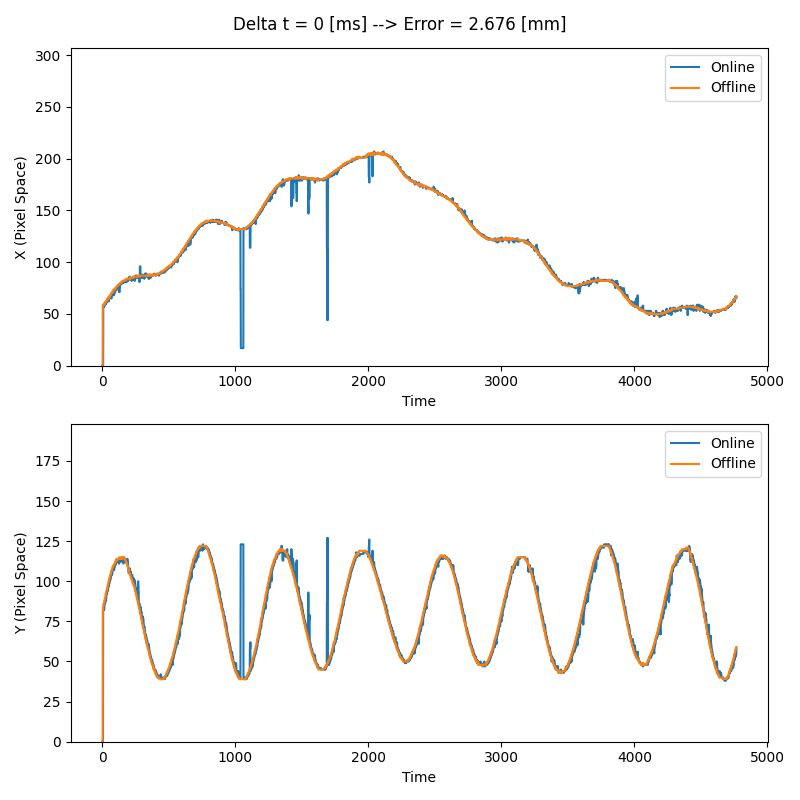 Delta t = 0 [ms] --> Error = 2.676 [mm]
300
250
200
150
100
50
0
X (Pixel Space)
Online
Offline
0 1000 2000 3000 4000 5000
Time
175
150
125
100
75
50
25
0
Y (Pixel Space)
Online
Offline
0 1000 2000 3000 4000 5000
Time